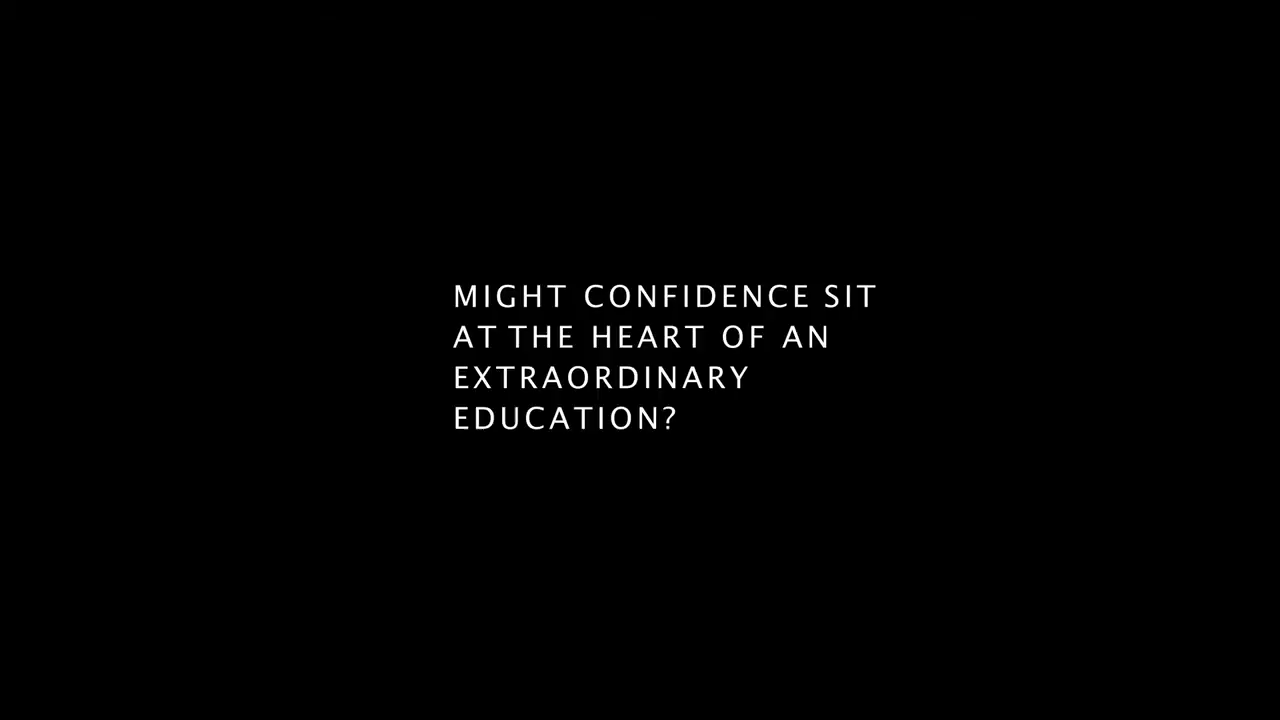 MIGHT CONFIDENCE SIT
AT THE HEART OF AN
EXTRAORDINARY
EDUCATION?